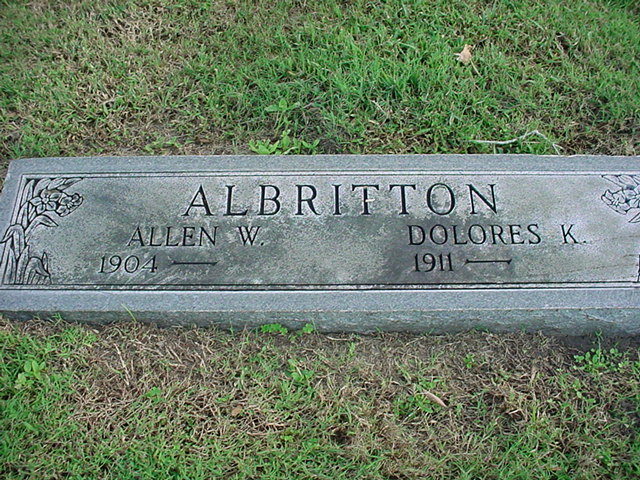 ALBRITTON
ALLEN W. DOLORES K.
1904 — 1911 —